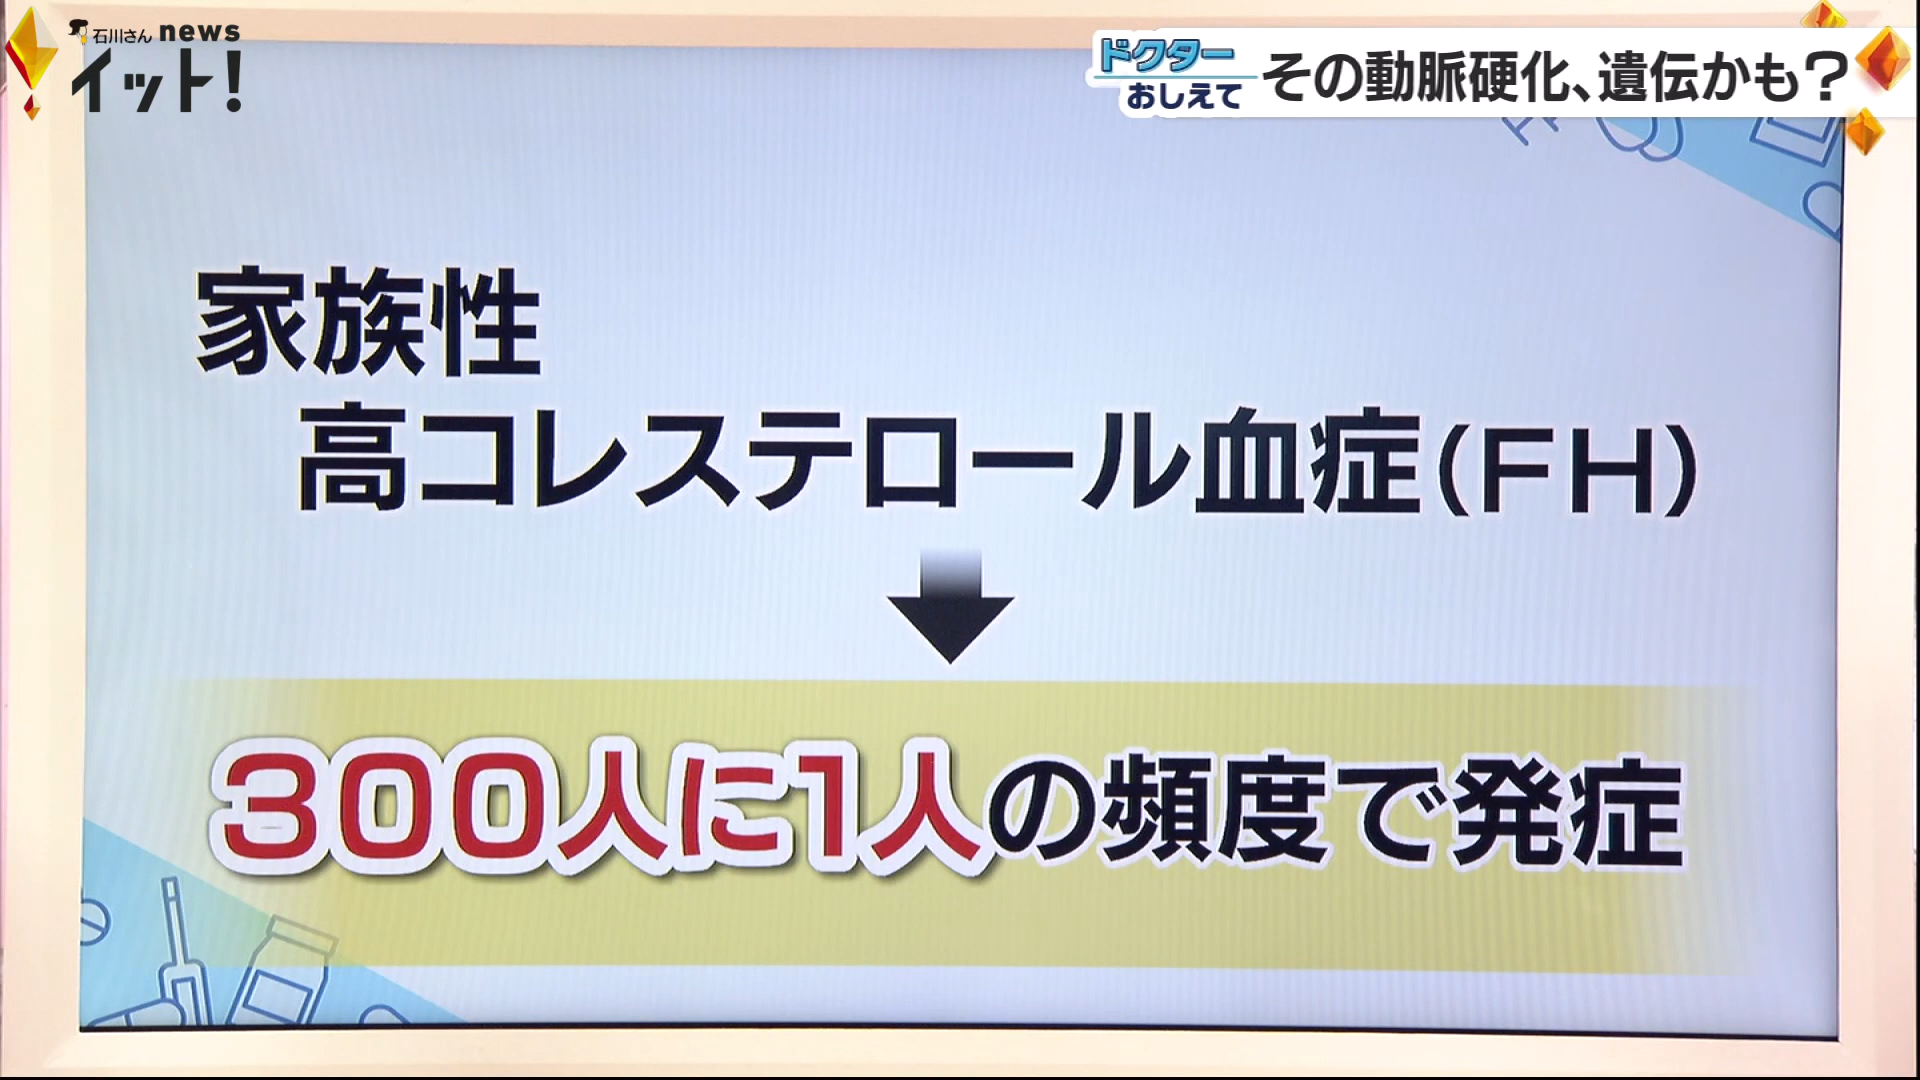 石川さん news
イット!
ドクター
おしえて
その動脈硬化、遺伝かも?
家族性
高コレステロール血症(FH)
300人に1人の頻度で発症